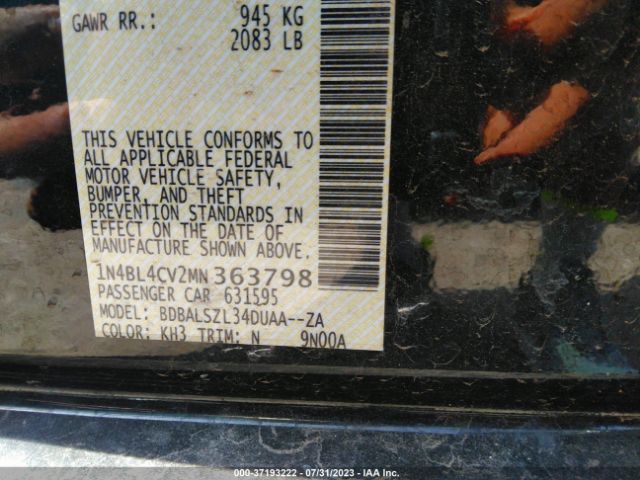 GAWR RR.: 945 KG
2083 LB
THIS VEHICLE CONFORMS TO
ALL APPLICABLE FEDERAL
MOTOR VEHICLE SAFETY,
BUMPER, AND THEFT
PREVENTION STANDARDS IN
EFFECT ON THE DATE OF
MANUFACTURE SHOWN ABOVE.
1N4BL4CV2MN363798
PASSENGER CAR 631595
MODEL: BDBALSZL34DUAA--ZA
COLOR: KH3 TRIM: N 9N00A
000-37193222 - 07/31/2023 - IAA Inc.